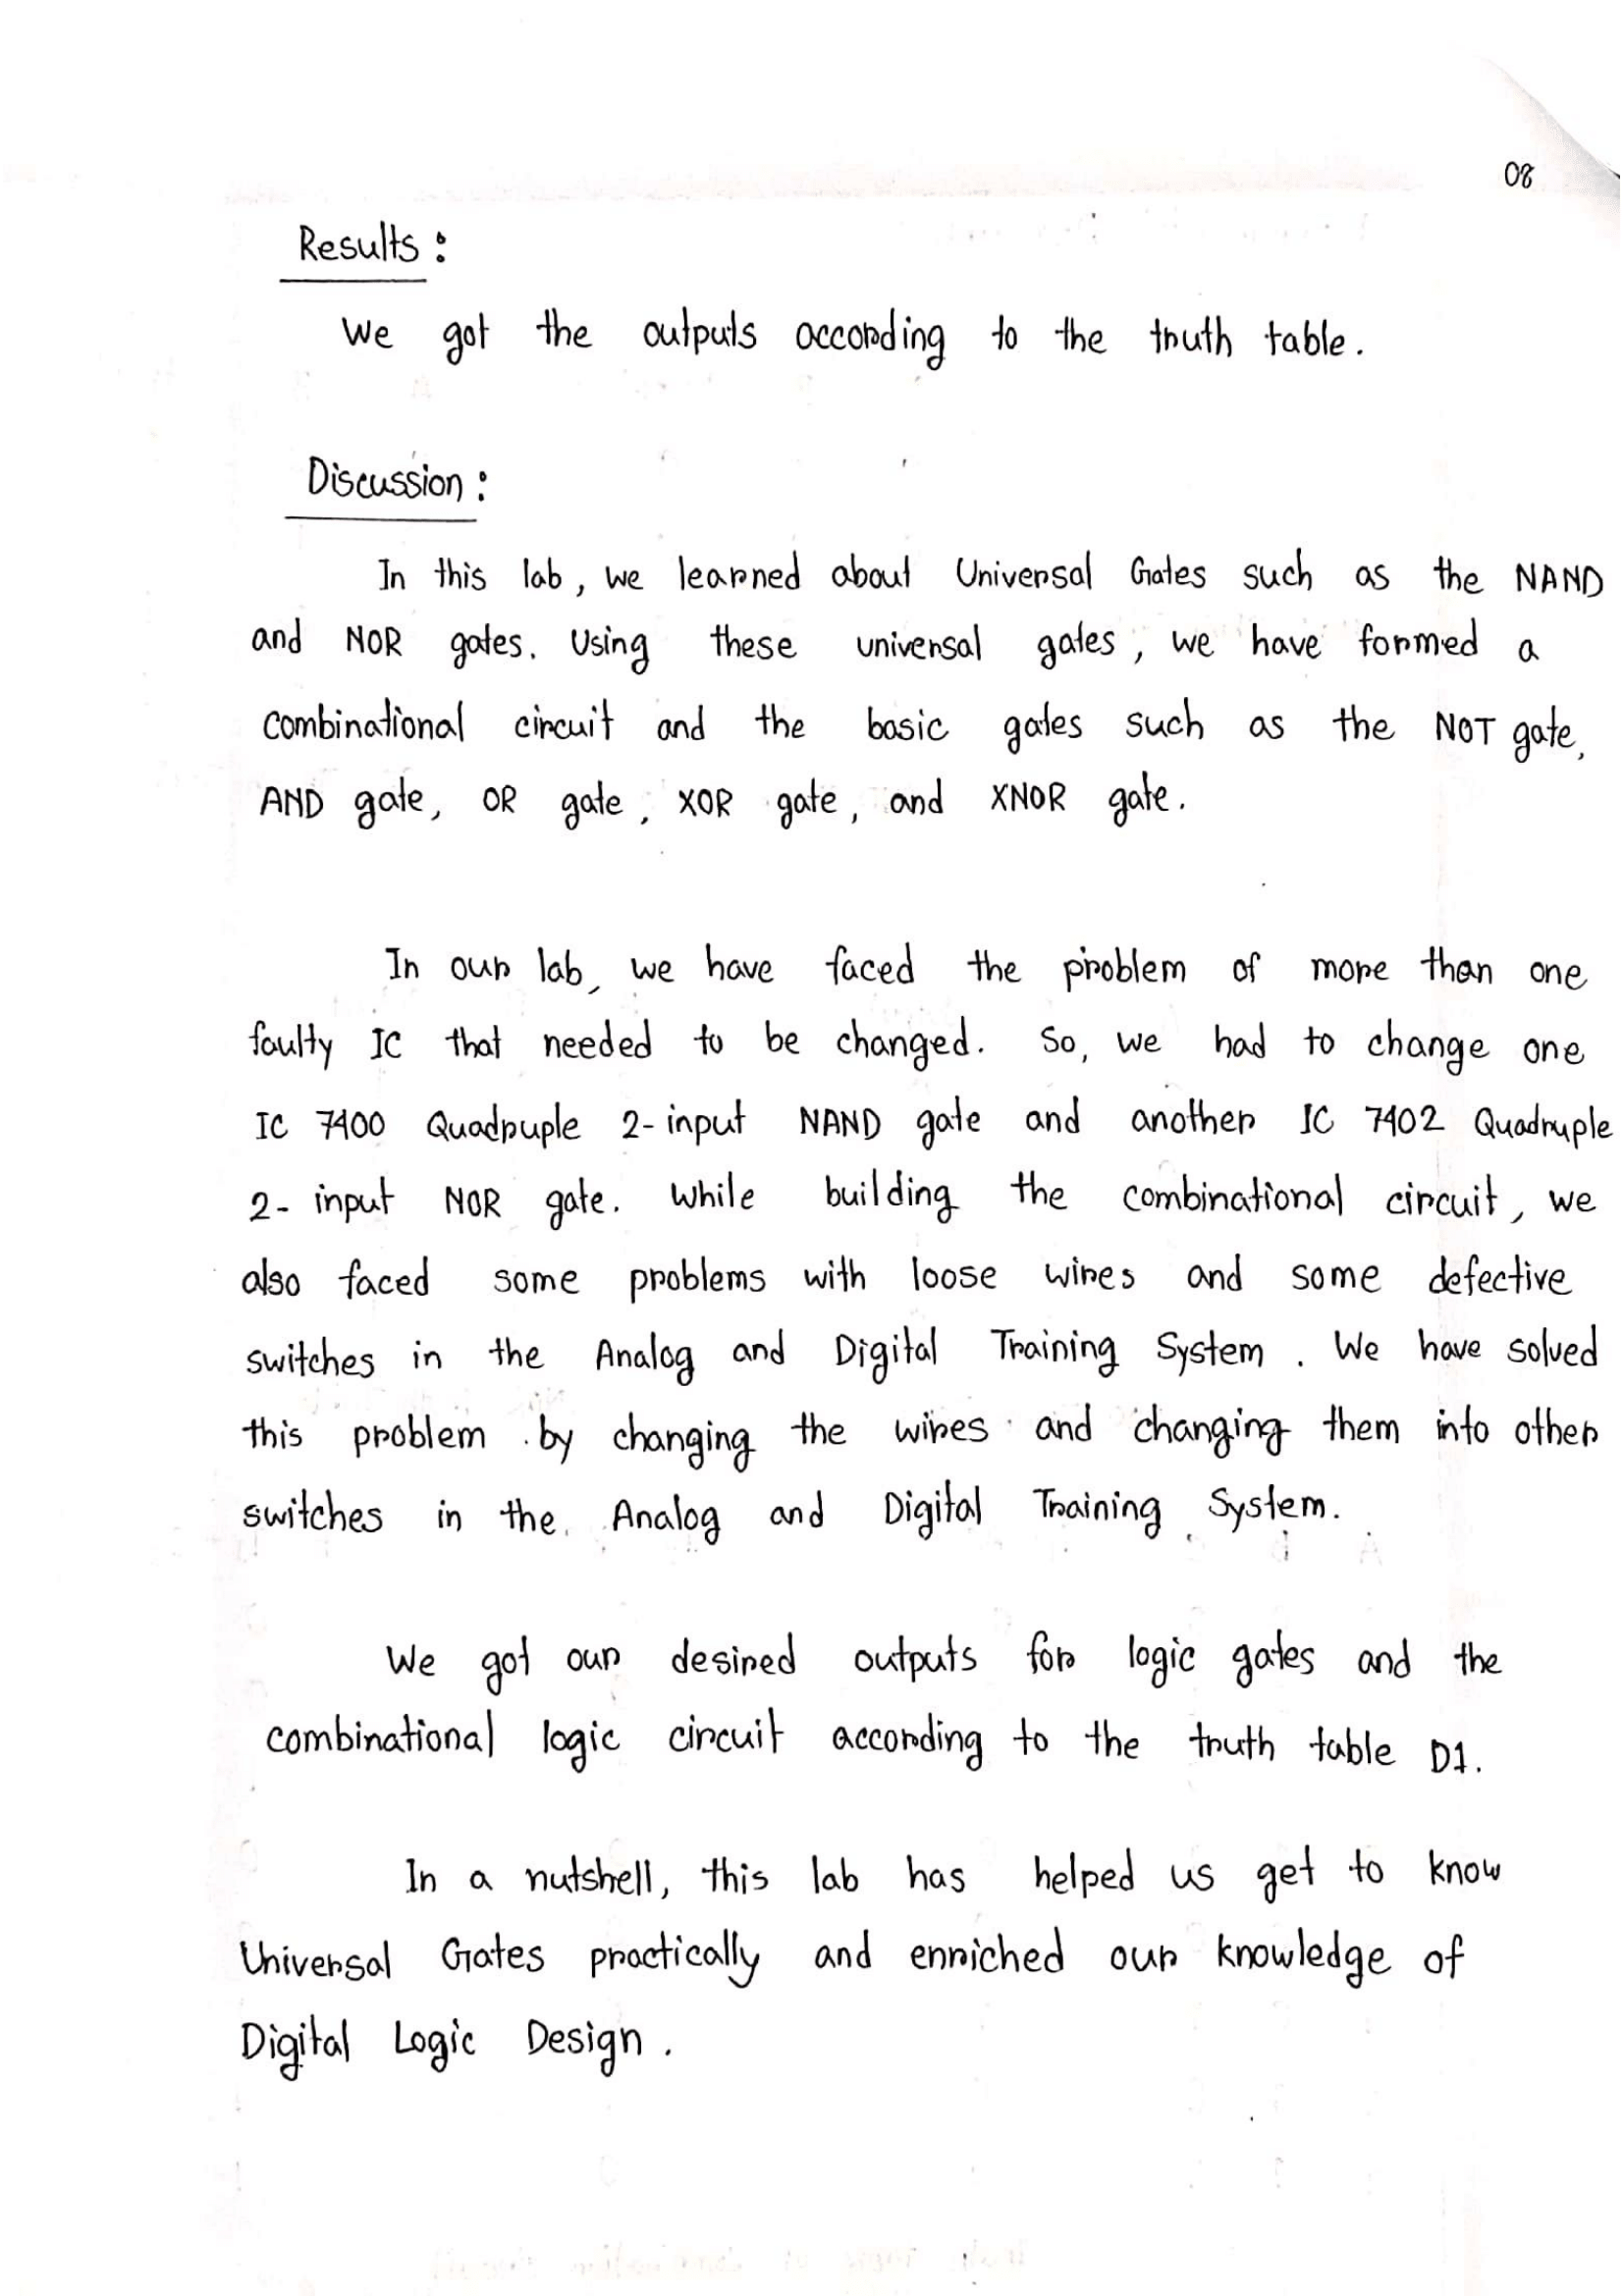 08
Results:
We got the outputs according to the truth table.
Discussion:
In this lab, we learned about Universal Gates such as the NAND
and NOR gates. Using these universal gates, we have formed a
combinational circuit and the basic gates such as the NOT gate,
AND gate, OR gate, XOR gate, and XNOR gate.
In our lab, we have faced the problem of more than one
faulty IC that needed to be changed. So, we had to change one
IC 7400 Quadruple 2-input NAND gate and another IC 7402 Quadruple
2-input NOR gate. While building the combinational circuit, we
also faced some problems with loose wires and some defective
switches in the Analog and Digital Training System. We have solved
this problem by changing the wires and changing them into other
switches in the Analog and Digital Training System.
We got our desired outputs for logic gates and the
combinational logic circuit according to the truth table D1.
In a nutshell, this lab has helped us get to know
Universal Gates practically and enriched our knowledge of
Digital Logic Design.